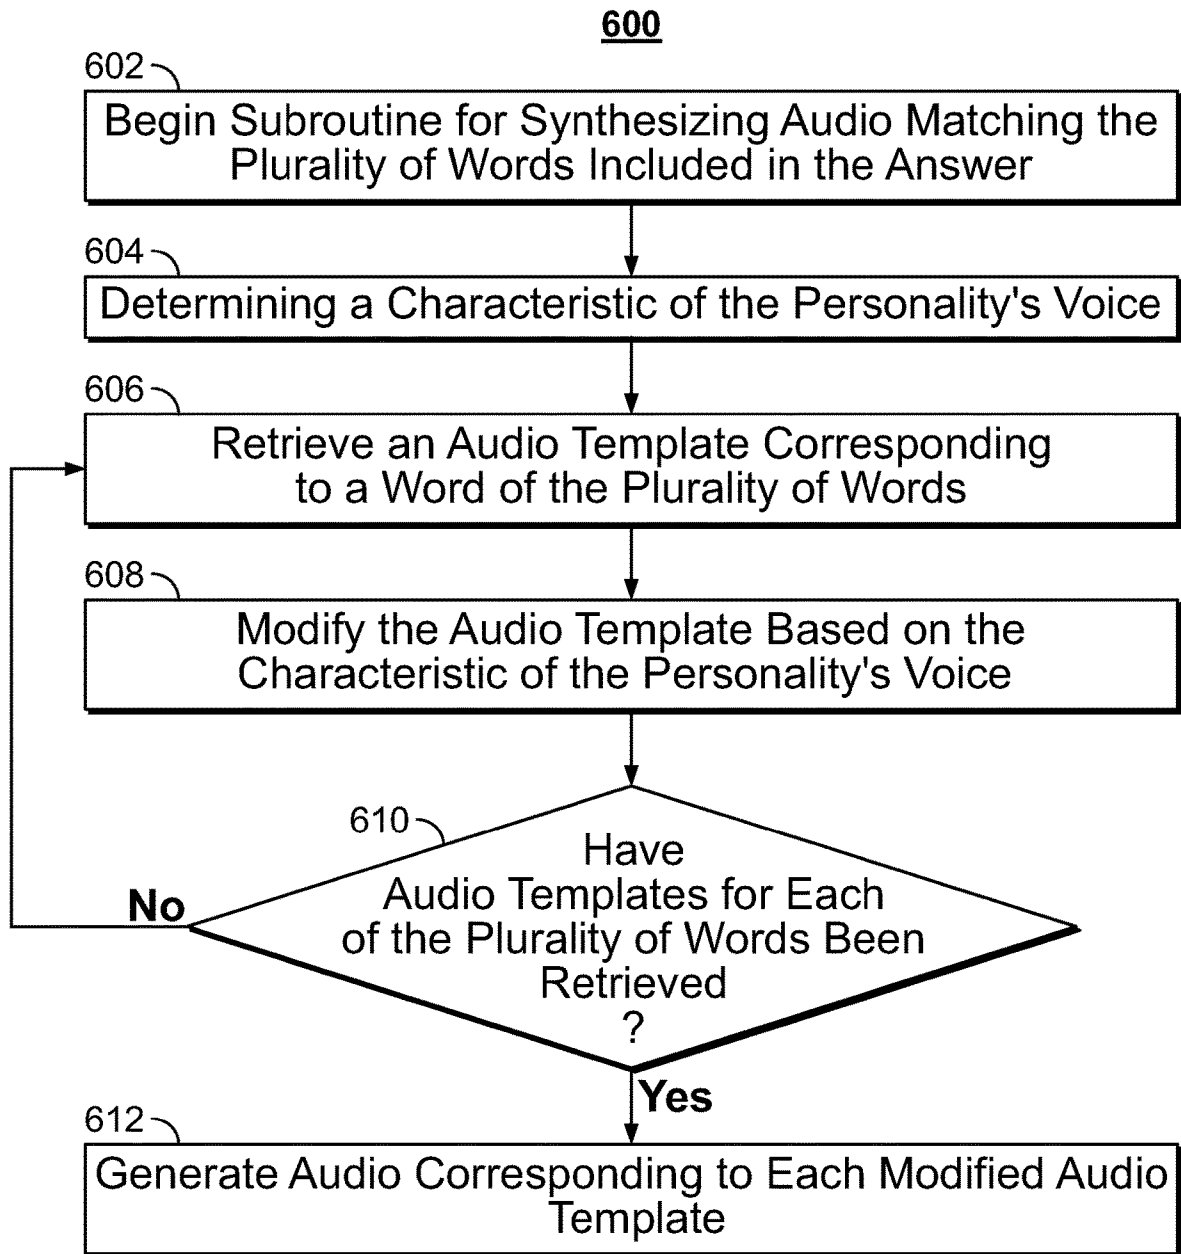 600
602
Begin Subroutine for Synthesizing Audio Matching the
Plurality of Words Included in the Answer
604
Determining a Characteristic of the Personality's Voice
606
Retrieve an Audio Template Corresponding
to a Word of the Plurality of Words
608
Modify the Audio Template Based on the
Characteristic of the Personality's Voice
610
Have
Audio Templates for Each
of the Plurality of Words Been
Retrieved
?
No
Yes
612
Generate Audio Corresponding to Each Modified Audio
Template